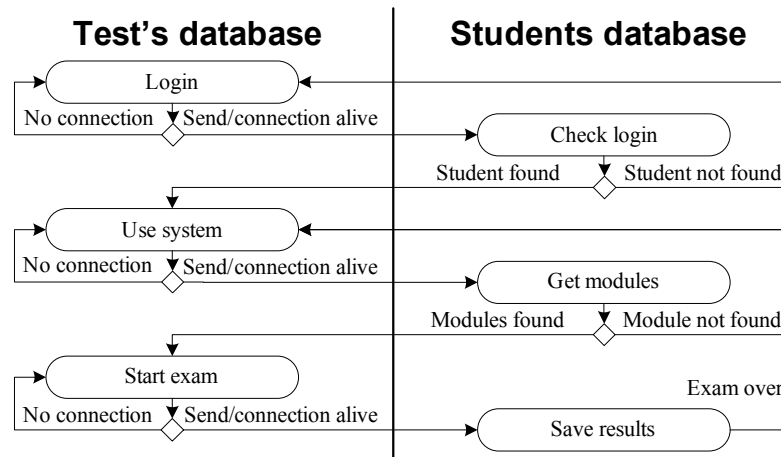 Test's database
Students database
Login
No connection
Send/connection alive
Check login
Student found
Student not found
Use system
No connection
Send/connection alive
Get modules
Modules found
Module not found
Start exam
Exam over
No connection
Send/connection alive
Save results